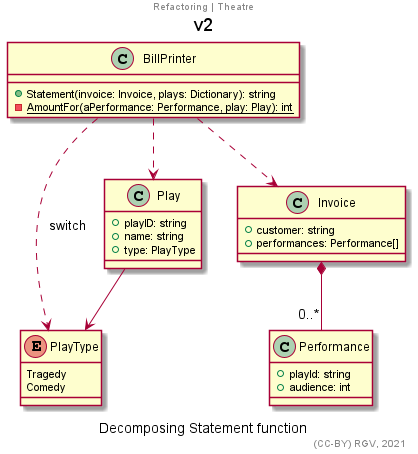 Refactoring | Theatre
v2
C BillPrinter
Statement(invoice: Invoice, plays: Dictionary): string
AmountFor(aPerformance: Performance, play: Play): int
switch
C Play
playID: string
name: string
type: PlayType
C Invoice
customer: string
performances: Performance[]
0..*
E PlayType
Tragedy
Comedy
C Performance
playId: string
audience: int
Decomposing Statement function
(CC-BY) RGV, 2021